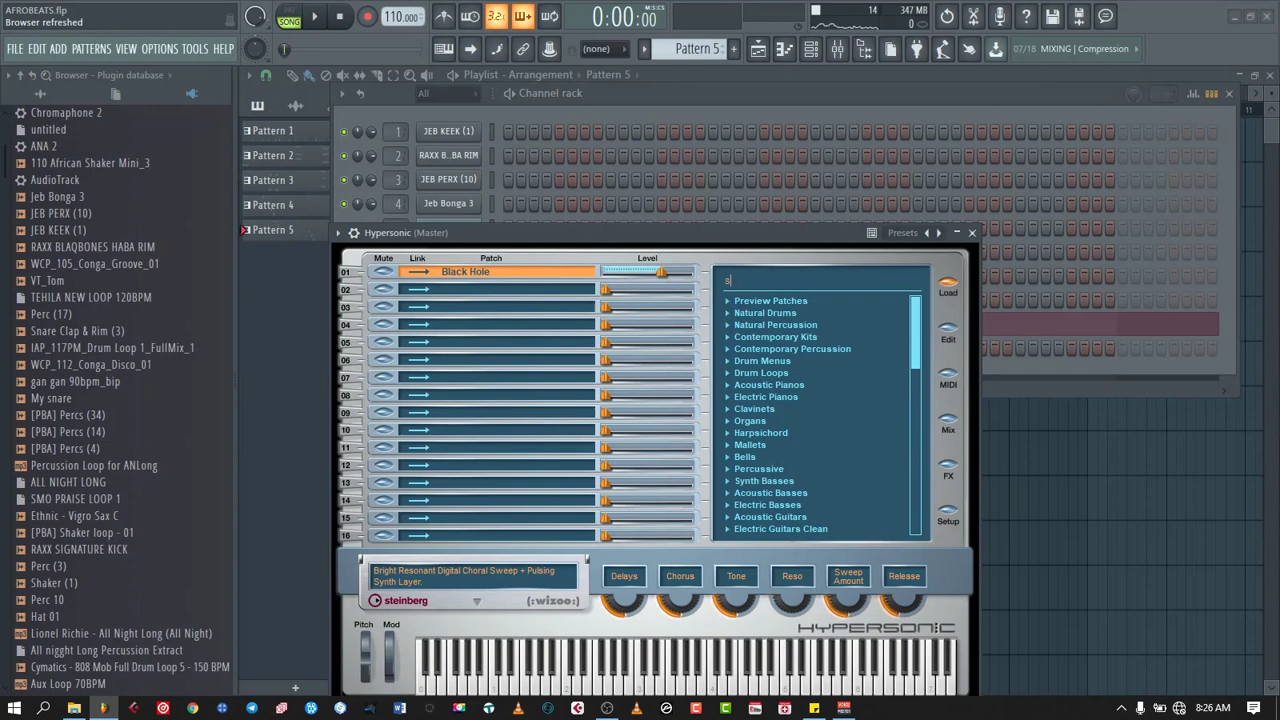 AFROBEATS.flp
Browser refreshed
PAT
SONG
110.000
3.2
0:00:00
14
347 MB
0
FILE EDIT ADD PATTERNS VIEW OPTIONS TOOLS HELP
(none)
Pattern 5
07/18 MIXING | Compression
Browser - Plugin database
Playlist - Arrangement › Pattern 5
All
Channel rack
11
Chromaphone 2
untitled
ANA 2
110 African Shaker Mini_3
AudioTrack
Jeb Bonga 3
JEB PERX (10)
JEB KEEK (1)
RAXX BLAQBONES HABA RIM
WCP_105_Conga_Groove_01
VT_Tom
TEHILA NEW LOOP 120BPM
Perc (17)
Snare Clap & Rim (3)
IAP_117PM_Drum Loop 1_FullMix_1
WCP_112_Conga_Disco_01
gan gan 90bpm_bip
My snare
[PBA] Percs (34)
[PBA] Percs (14)
[PBA] Percs (4)
Percussion Loop for ANLong
ALL NIGHT LONG
SMO PRAISE LOOP 1
Ethnic - Vigro Sax C
[PBA] Shaker loop - 01
RAXX SIGNATURE KICK
Perc (3)
Shaker (1)
Perc 10
Hat 01
Lionel Richie - All Night Long (All Night)
All nigght Long Percussion Extract
Cymatics - 808 Mob Full Drum Loop 5 - 150 BPM
Aux Loop 70BPM
Pattern 1
Pattern 2
Pattern 3
Pattern 4
Pattern 5
1 JEB KEEK (1)
2 RAXX B..BA RIM
3 JEB PERX (10)
4 Jeb Bonga 3
Hypersonic (Master)
Presets
Mute Link Patch Level
01 Black Hole
02
03
04
05
06
07
08
09
10
11
12
13
14
15
16
s
Preview Patches
Natural Drums
Natural Percussion
Contemporary Kits
Contemporary Percussion
Drum Menus
Drum Loops
Acoustic Pianos
Electric Pianos
Clavinets
Organs
Harpsichord
Mallets
Bells
Percussive
Synth Basses
Acoustic Basses
Electric Basses
Acoustic Guitars
Electric Guitars Clean
Load
Edit
MIDI
Mix
FX
Setup
Bright Resonant Digital Choral Sweep + Pulsing
Synth Layer.
steinberg
(:wizoo:)
Delays
Chorus
Tone
Reso
Sweep
Amount
Release
HYPERSONIC
Pitch Mod
8:26 AM